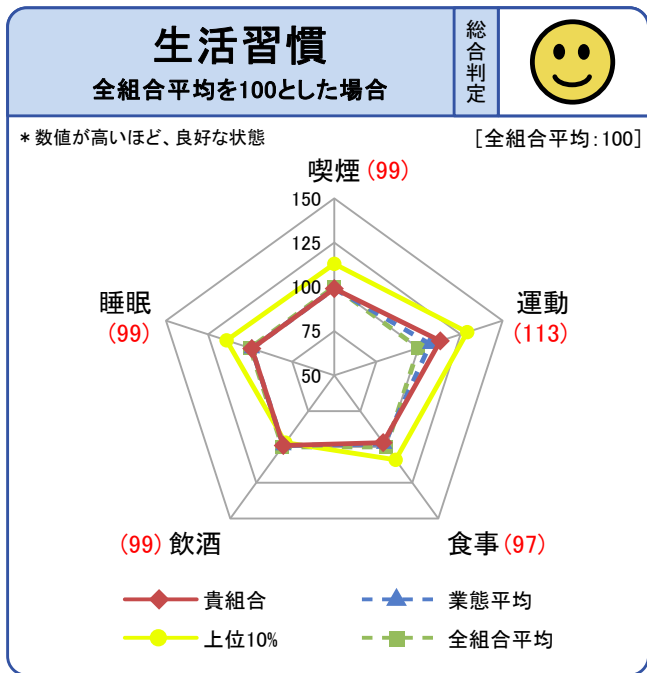 生活習慣
全組合平均を100とした場合
総合判定
*数値が高いほど、良好な状態
[全組合平均:100]
喫煙(99)
150
125
100
75
50
睡眠
(99)
運動
(113)
(99)飲酒
食事(97)
貴組合
業態平均
上位10%
全組合平均